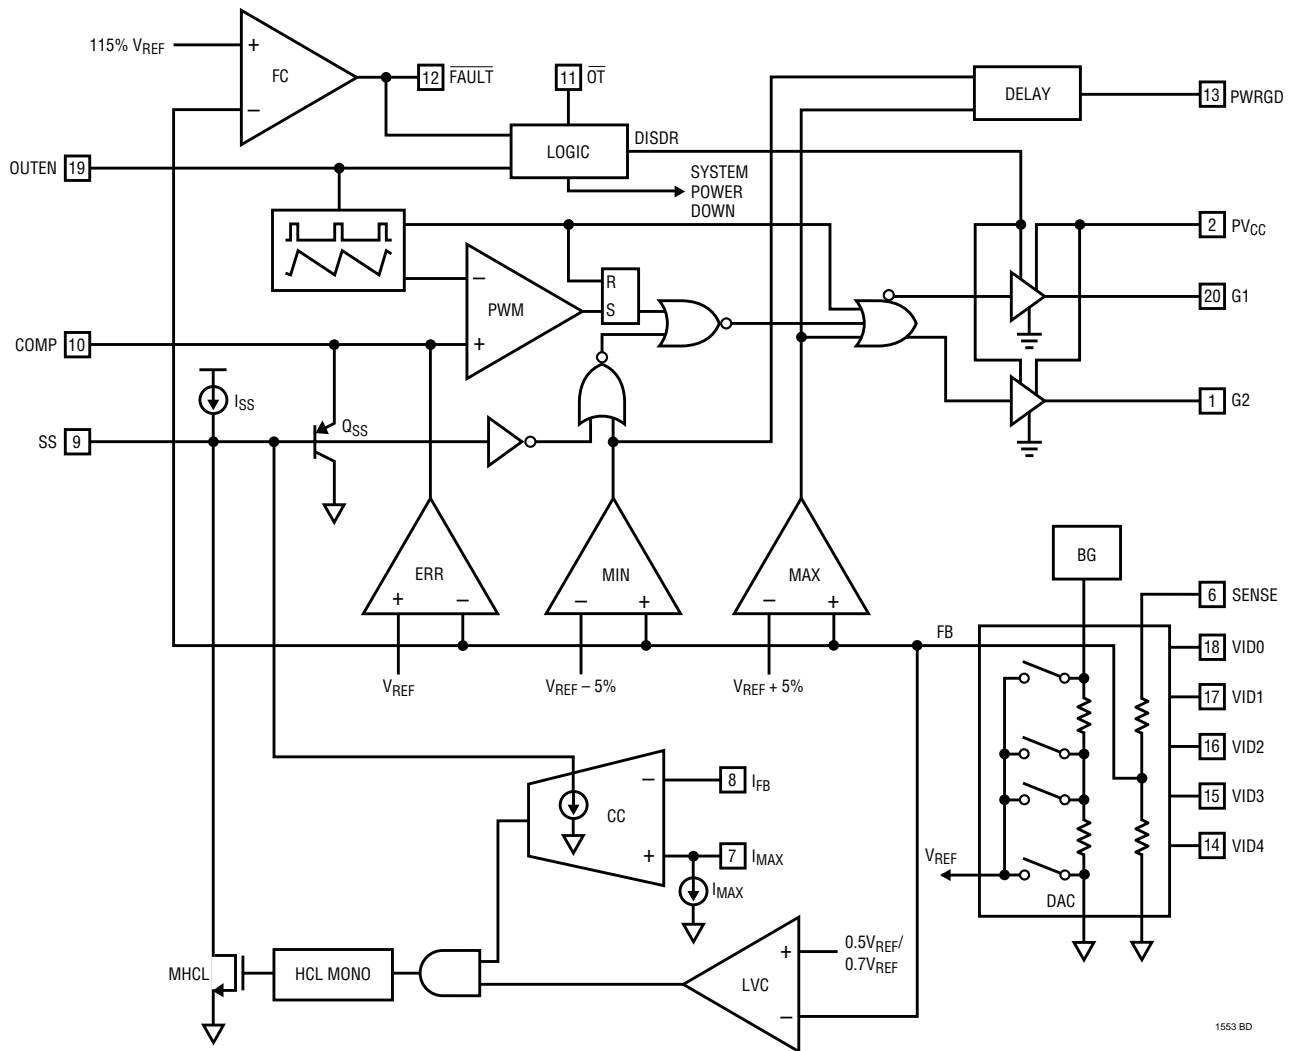 115% VREF
+
–
FC
12 FAULT
11 OT
DELAY
13 PWRGD
OUTEN 19
LOGIC
DISDR
SYSTEM
POWER
DOWN
2 PVCC
–
PWM
+
R
S
20 G1
COMP 10
ISS
1 G2
SS 9
QSS
BG
ERR
+ –
MIN
– +
MAX
– +
6 SENSE
FB
18 VID0
VREF
VREF – 5%
VREF + 5%
17 VID1
16 VID2
–
8 IFB
CC
15 VID3
+
7 IMAX
14 VID4
IMAX
VREF
DAC
+
0.5VREF/
0.7VREF
MHCL
HCL MONO
LVC
–
1553 BD